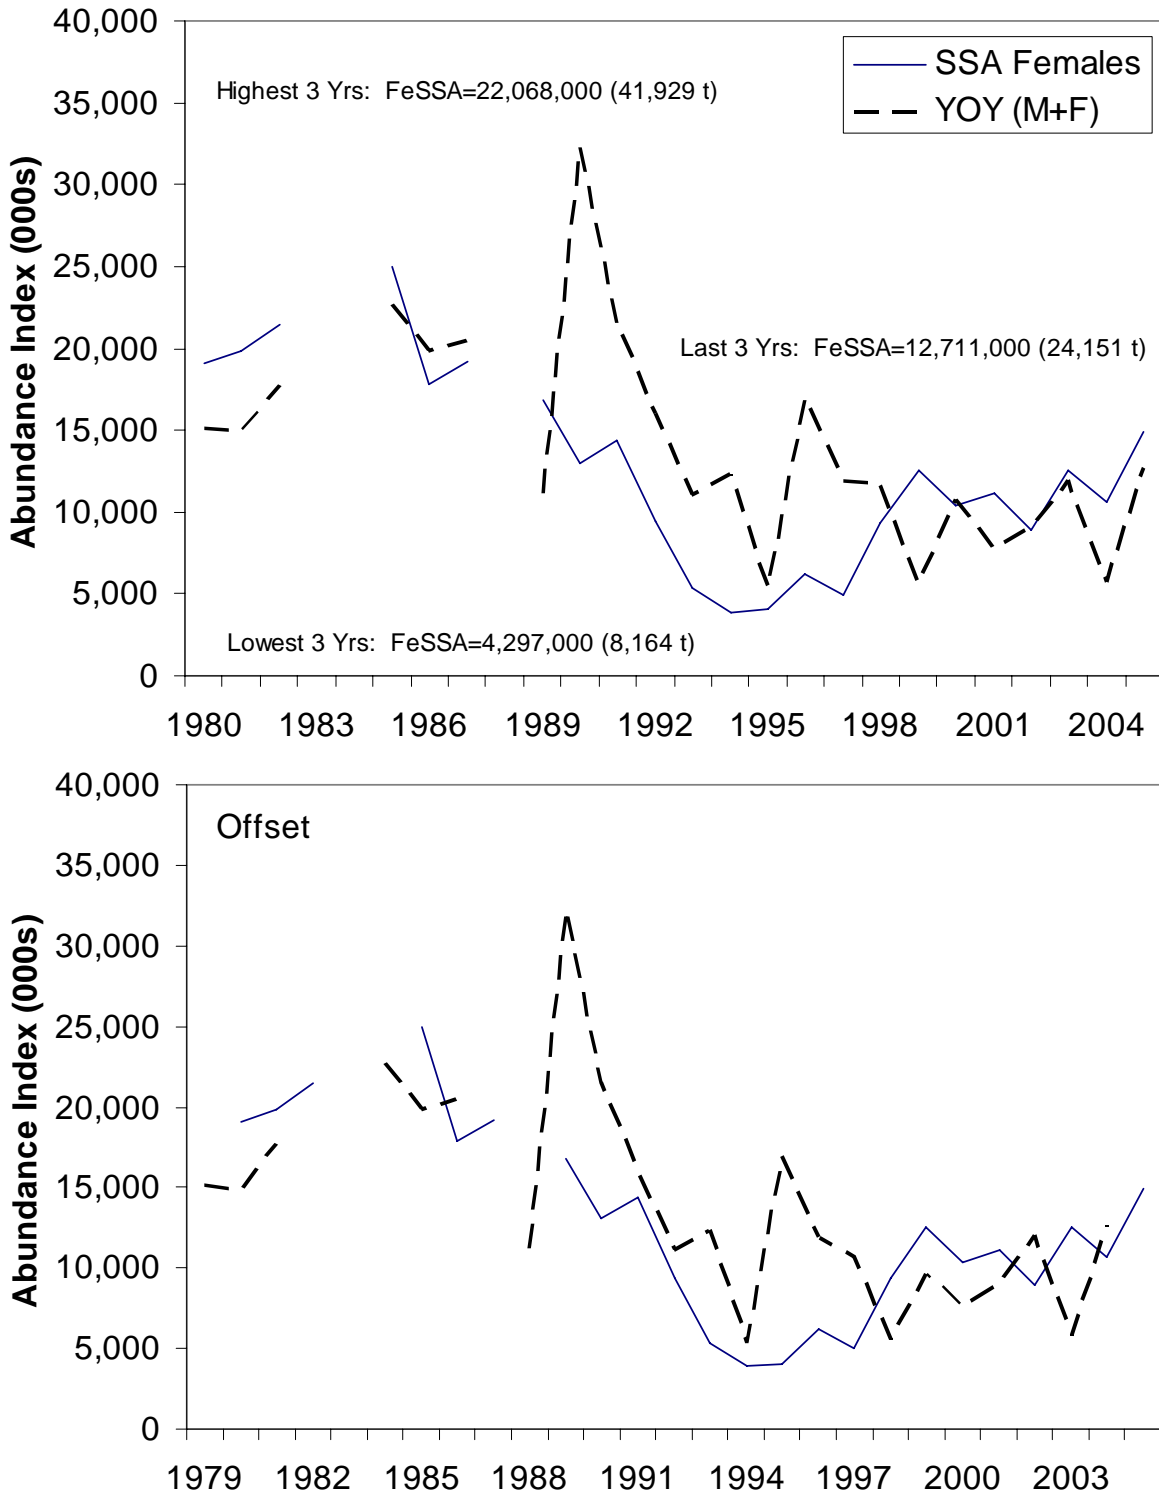 40,000
35,000
30,000
25,000
20,000
15,000
10,000
5,000
0
Abundance Index (000s)
SSA Females
YOY (M+F)
Highest 3 Yrs: FeSSA=22,068,000 (41,929 t)
Last 3 Yrs: FeSSA=12,711,000 (24,151 t)
Lowest 3 Yrs: FeSSA=4,297,000 (8,164 t)
1980 1983 1986 1989 1992 1995 1998 2001 2004
40,000
35,000
30,000
25,000
20,000
15,000
10,000
5,000
0
Abundance Index (000s)
Offset
1979 1982 1985 1988 1991 1994 1997 2000 2003